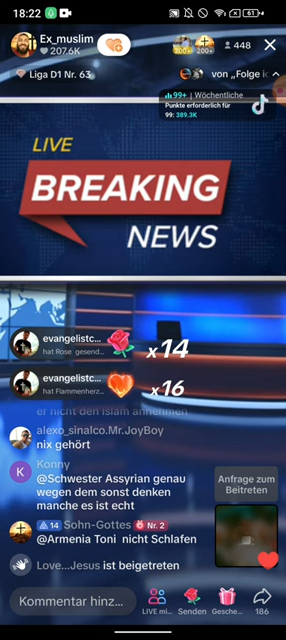 18:22
61
Ex_muslim
207.6K
200+
200+
448
Liga D1 Nr. 63
von „Folge ic
99+ | Wöchentliche
Punkte erforderlich für
99: 389.3K
LIVE
BREAKING
NEWS
evangelistc...
hat Rose gesend
x14
evangelistc...
hat Flammenherz
x16
er nicht den Islam annehmen
alexo_sinalco.Mr.JoyBoy
nix gehört
K
Konny
@Schwester Assyrian genau
wegen dem sonst denken
manche es ist echt
Anfrage zum
Beitreten
14 Sohn-Gottes Nr. 2
@Armenia Toni nicht Schlafen
Love...Jesus ist beigetreten
Kommentar hinz...
LIVE mi...
Senden
Gesche...
186